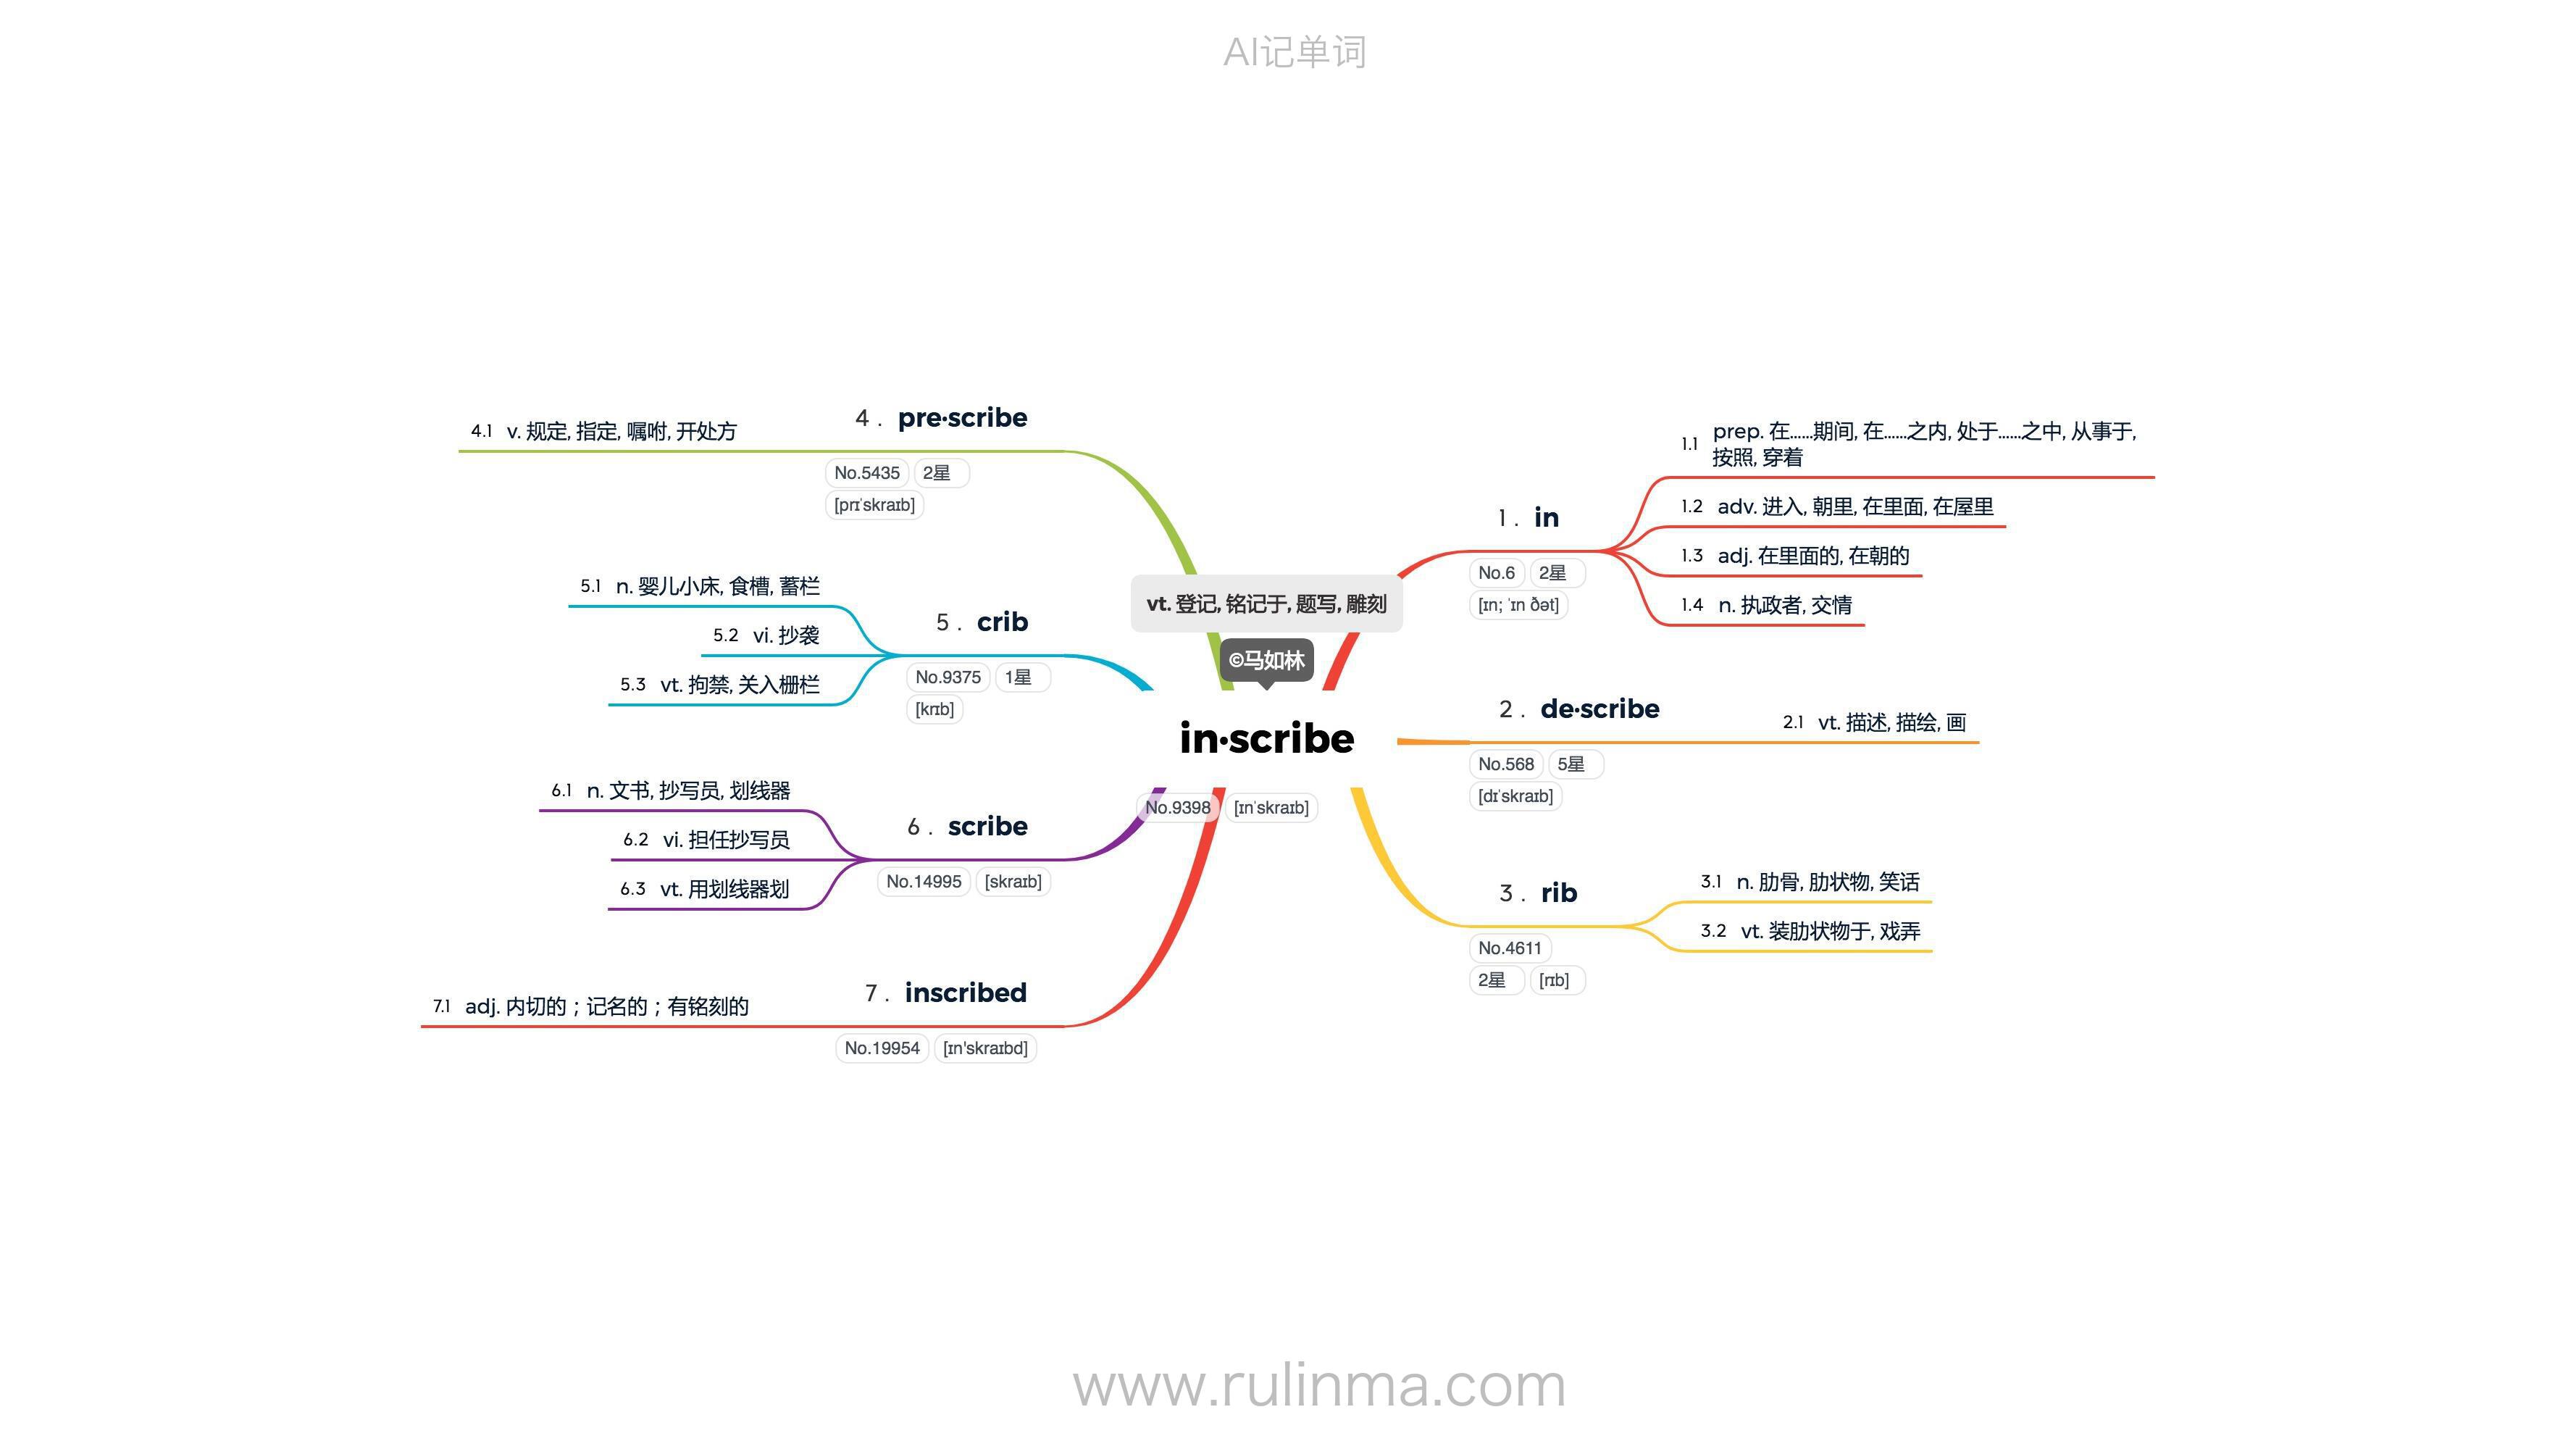 AI记单词
vt. 登记, 铭记于, 题写, 雕刻
©马如林
in·scribe
No.9398 [ɪnˈskraɪb]
1 . in
No.6 2星
[ɪn; ˈɪn ðət]
1.1 prep. 在......期间, 在......之内, 处于......之中, 从事于,
按照, 穿着
1.2 adv. 进入, 朝里, 在里面, 在屋里
1.3 adj. 在里面的, 在朝的
1.4 n. 执政者, 交情
2 . de·scribe
No.568 5星
[dɪˈskraɪb]
2.1 vt. 描述, 描绘, 画
3 . rib
No.4611
2星 [rɪb]
3.1 n. 肋骨, 肋状物, 笑话
3.2 vt. 装肋状物于, 戏弄
4 . pre·scribe
No.5435 2星
[prɪˈskraɪb]
4.1 v. 规定, 指定, 嘱咐, 开处方
5 . crib
No.9375 1星
[krɪb]
5.1 n. 婴儿小床, 食槽, 蓄栏
5.2 vi. 抄袭
5.3 vt. 拘禁, 关入栅栏
6 . scribe
No.14995 [skraɪb]
6.1 n. 文书, 抄写员, 划线器
6.2 vi. 担任抄写员
6.3 vt. 用划线器划
7 . inscribed
No.19954 [ɪn'skraɪbd]
7.1 adj. 内切的；记名的；有铭刻的
www.rulinma.com